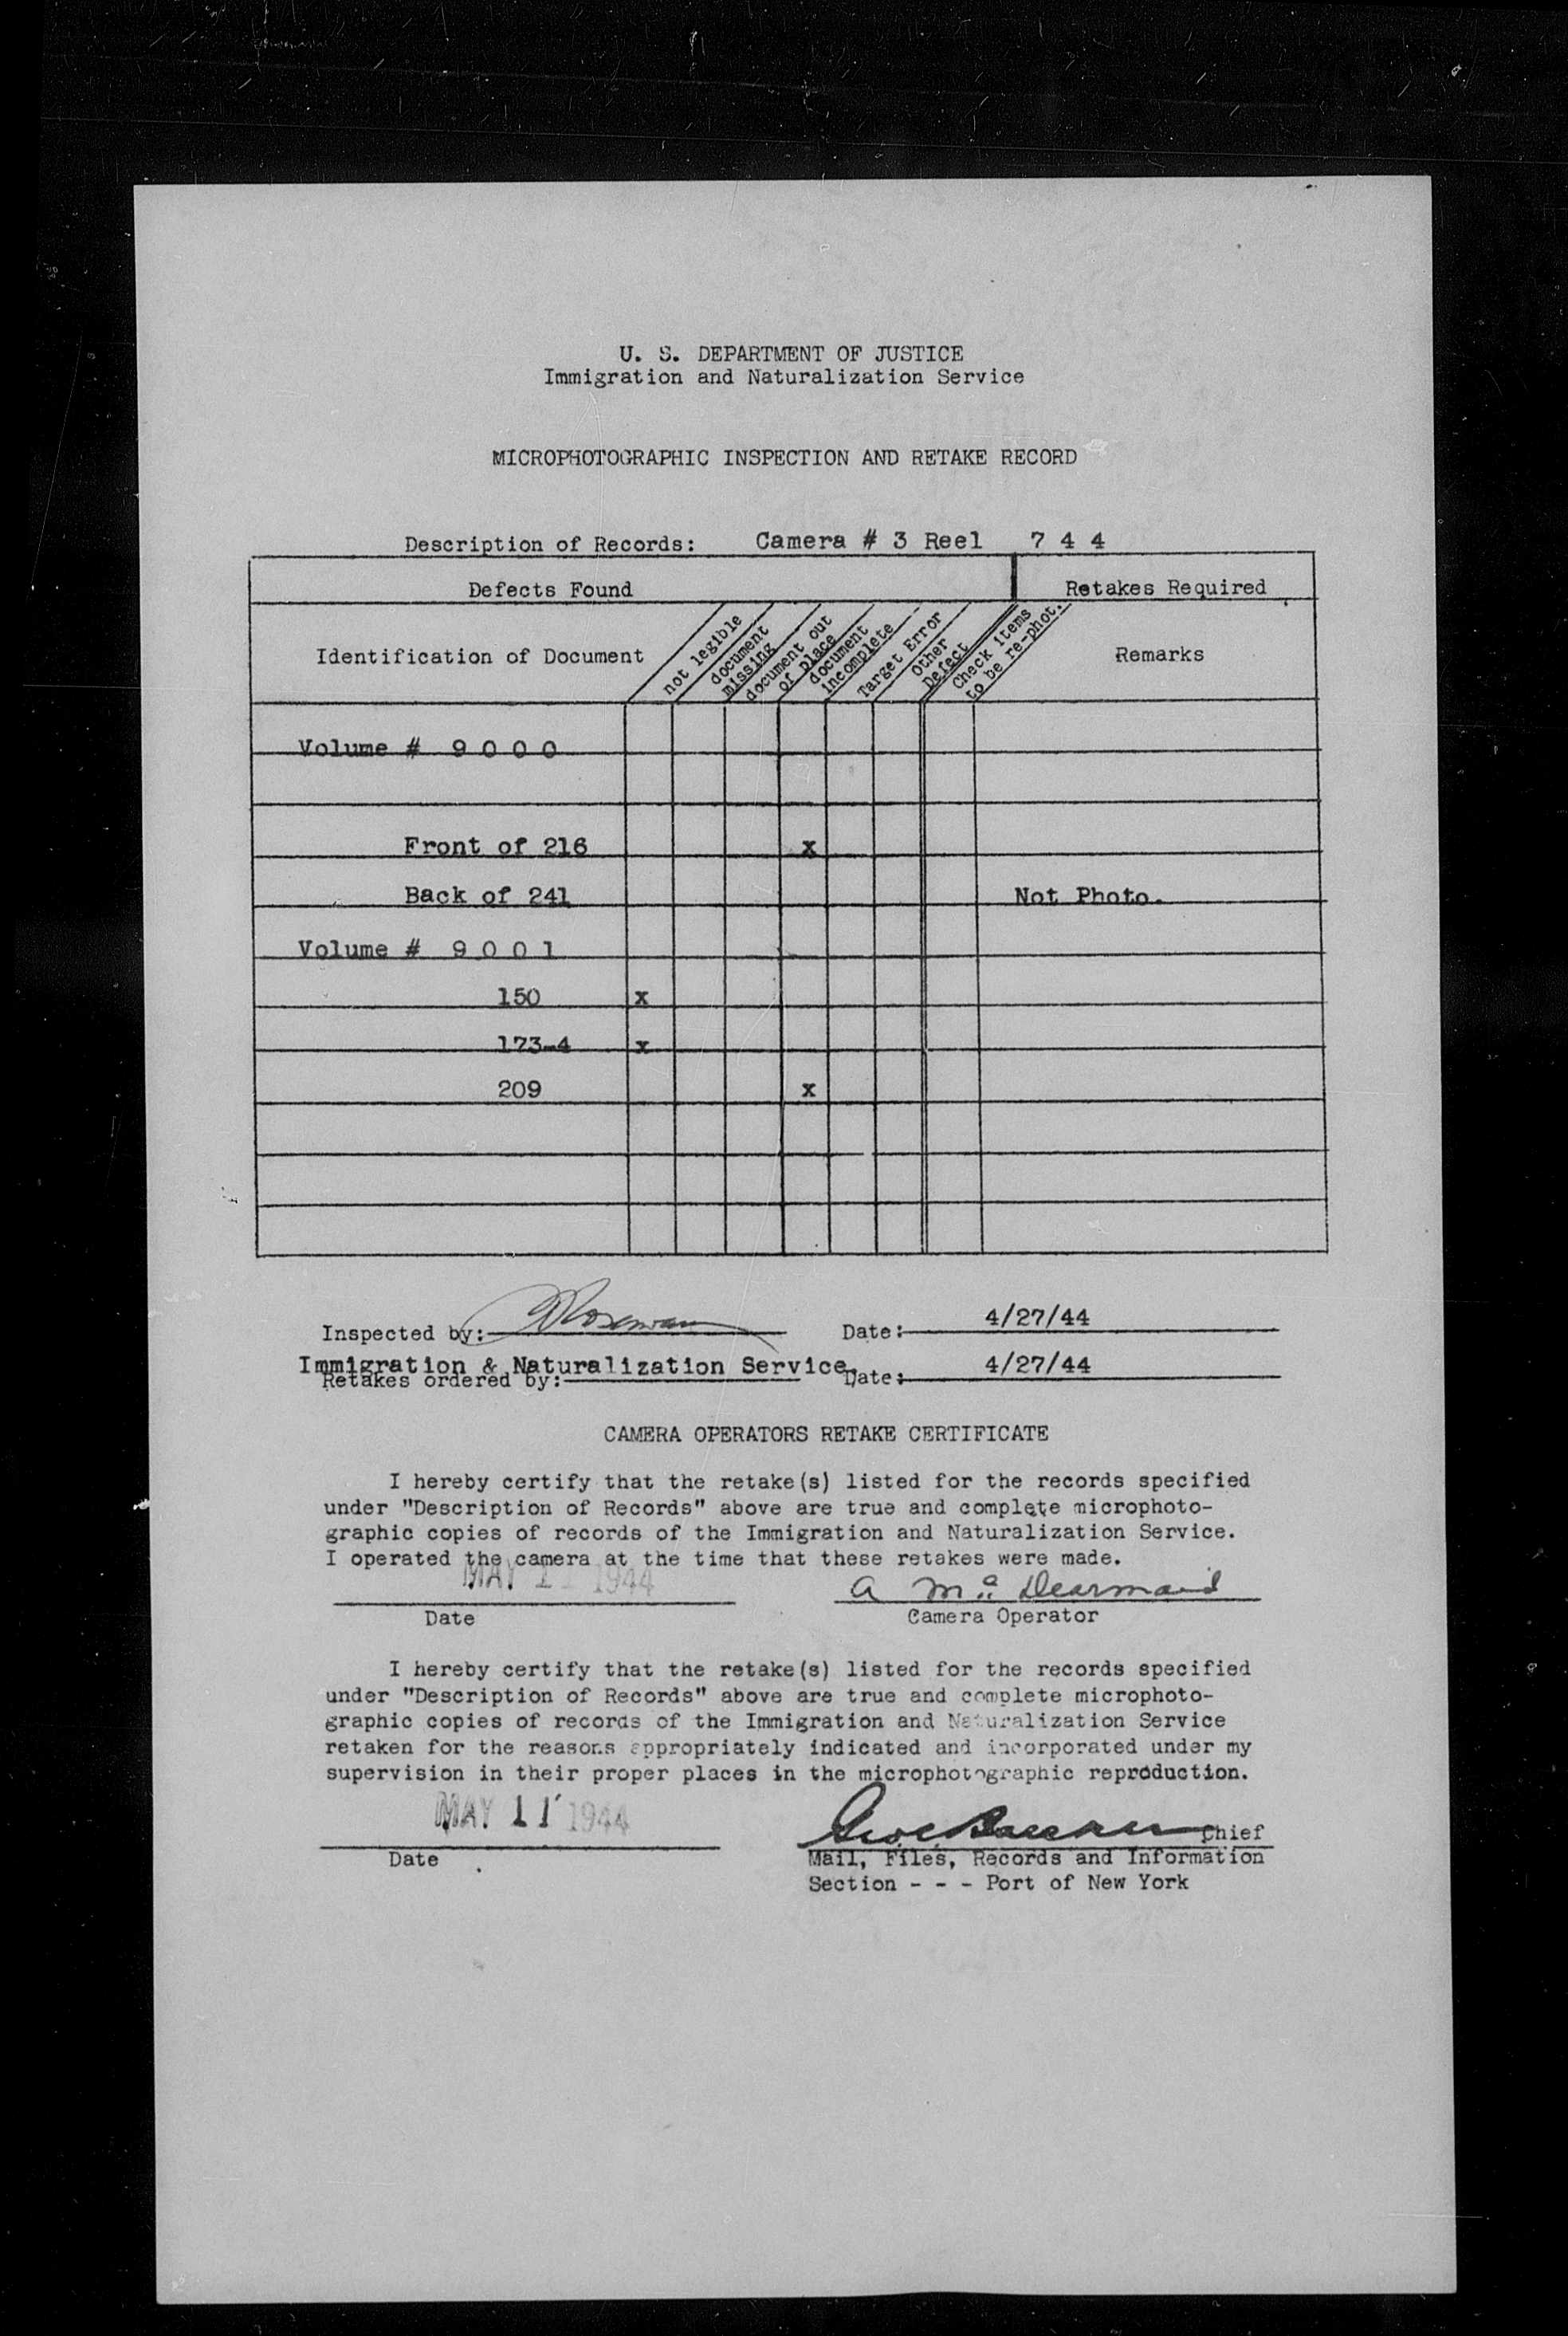 U. S. DEPARTMENT OF JUSTICE
Immigration and Naturalization Service
MICROPHOTOGRAPHIC INSPECTION AND RETAKE RECORD
Description of Records: Camera # 3 Reel 7 4 4
Defects Found Retakes Required
Identification of Document
not legible
document missing
document out of place
document incomplete
Target Error
Other Defect
Check items to be re-phot.
Remarks
Volume # 9 0 0 0
Front of 216 x
Back of 241 Not Photo.
Volume # 9 0 0 1
150 x
173-4 x
209 x
Inspected by: Date: 4/27/44
Immigration & Naturalization Service
Retakes ordered by: Date: 4/27/44
CAMERA OPERATORS RETAKE CERTIFICATE
I hereby certify that the retake(s) listed for the records specified
under "Description of Records" above are true and complete microphoto-
graphic copies of records of the Immigration and Naturalization Service.
I operated the camera at the time that these retakes were made.
MAY 11 1944 A Mc Dearmaid
Date Camera Operator
I hereby certify that the retake(s) listed for the records specified
under "Description of Records" above are true and complete microphoto-
graphic copies of records of the Immigration and Naturalization Service
retaken for the reasons appropriately indicated and incorporated under my
supervision in their proper places in the microphotographic reproduction.
MAY 11 1944 Chief
Date Mail, Files, Records and Information
Section - - - Port of New York